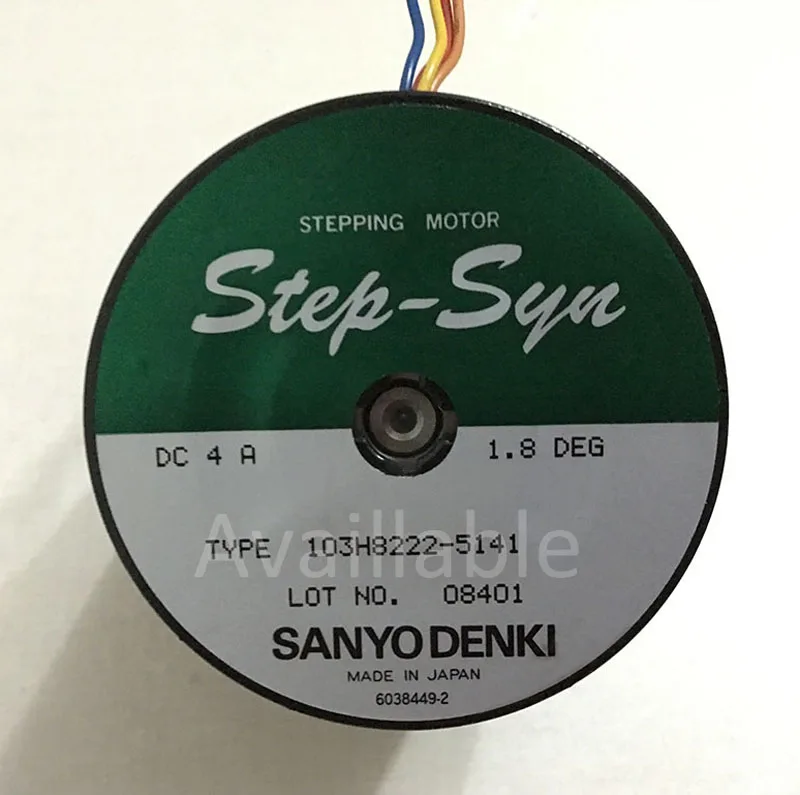 STEPPING MOTOR
Step-Syn
DC 4 A 1.8 DEG
Availlable
TYPE 103H8222-5141
LOT NO. 08401
SANYO DENKI
MADE IN JAPAN
6038449-2